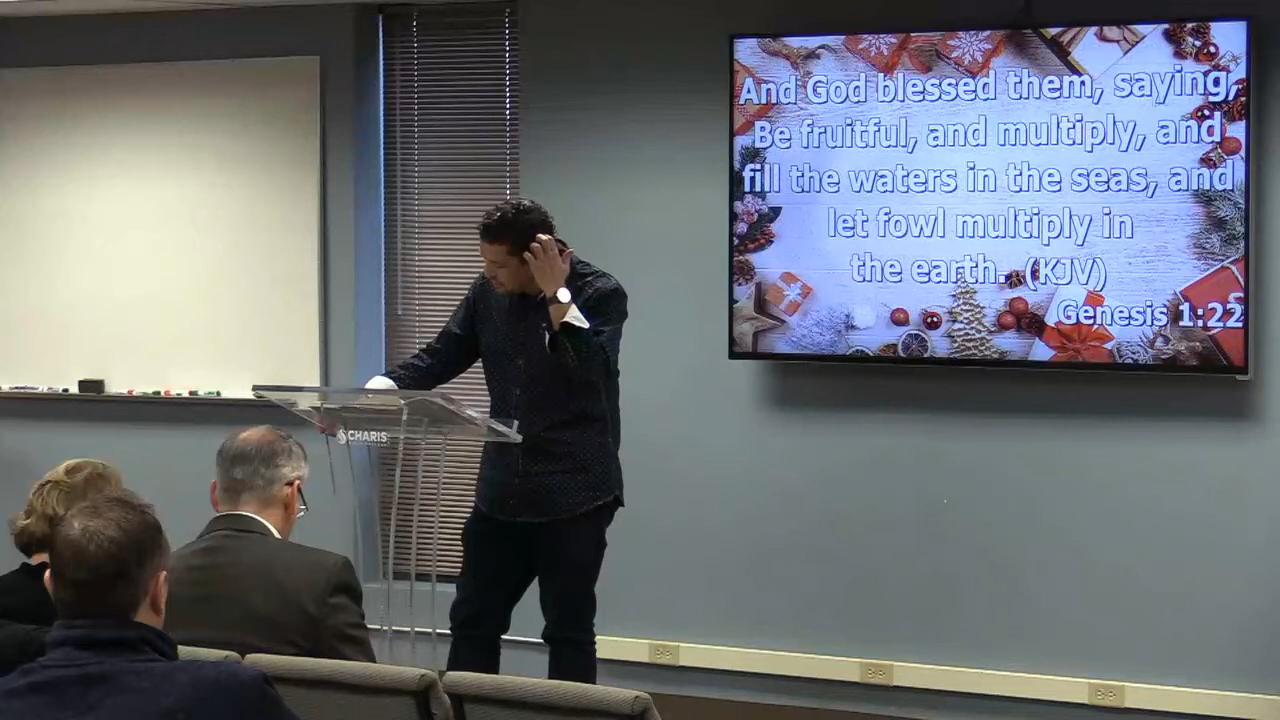 And God blessed them, saying,
Be fruitful, and multiply, and
fill the waters in the seas, and
let fowl multiply in
the earth. (KJV)
Genesis 1:22
CHARIS